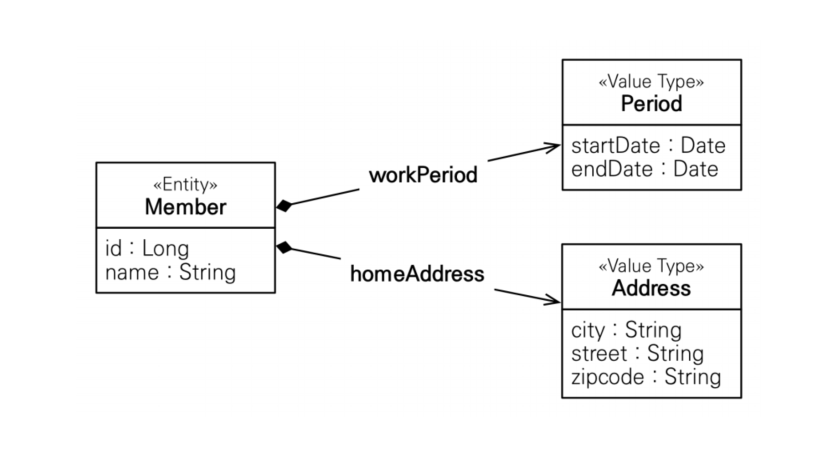 «Value Type»
Period
startDate : Date
endDate : Date
workPeriod
«Entity»
Member
id : Long
name : String
homeAddress
«Value Type»
Address
city : String
street : String
zipcode : String